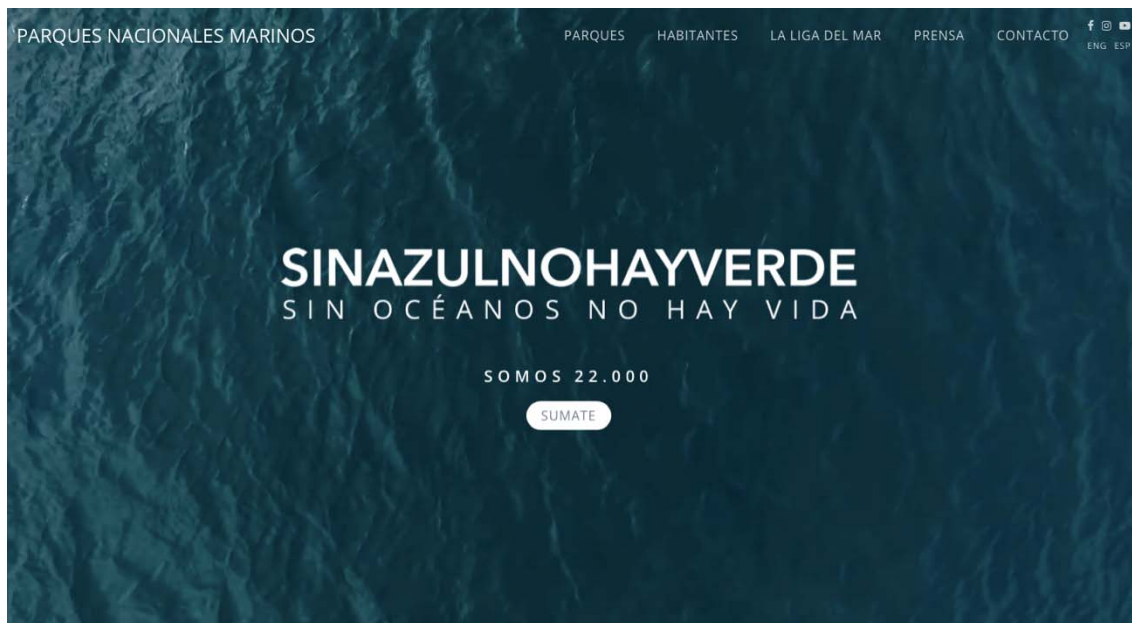 PARQUES NACIONALES MARINOS
PARQUES HABITANTES LA LIGA DEL MAR PRENSA CONTACTO
ENG ESP
SINAZULNOHAYVERDE
SIN OCÉANOS NO HAY VIDA
SOMOS 22.000
SUMATE